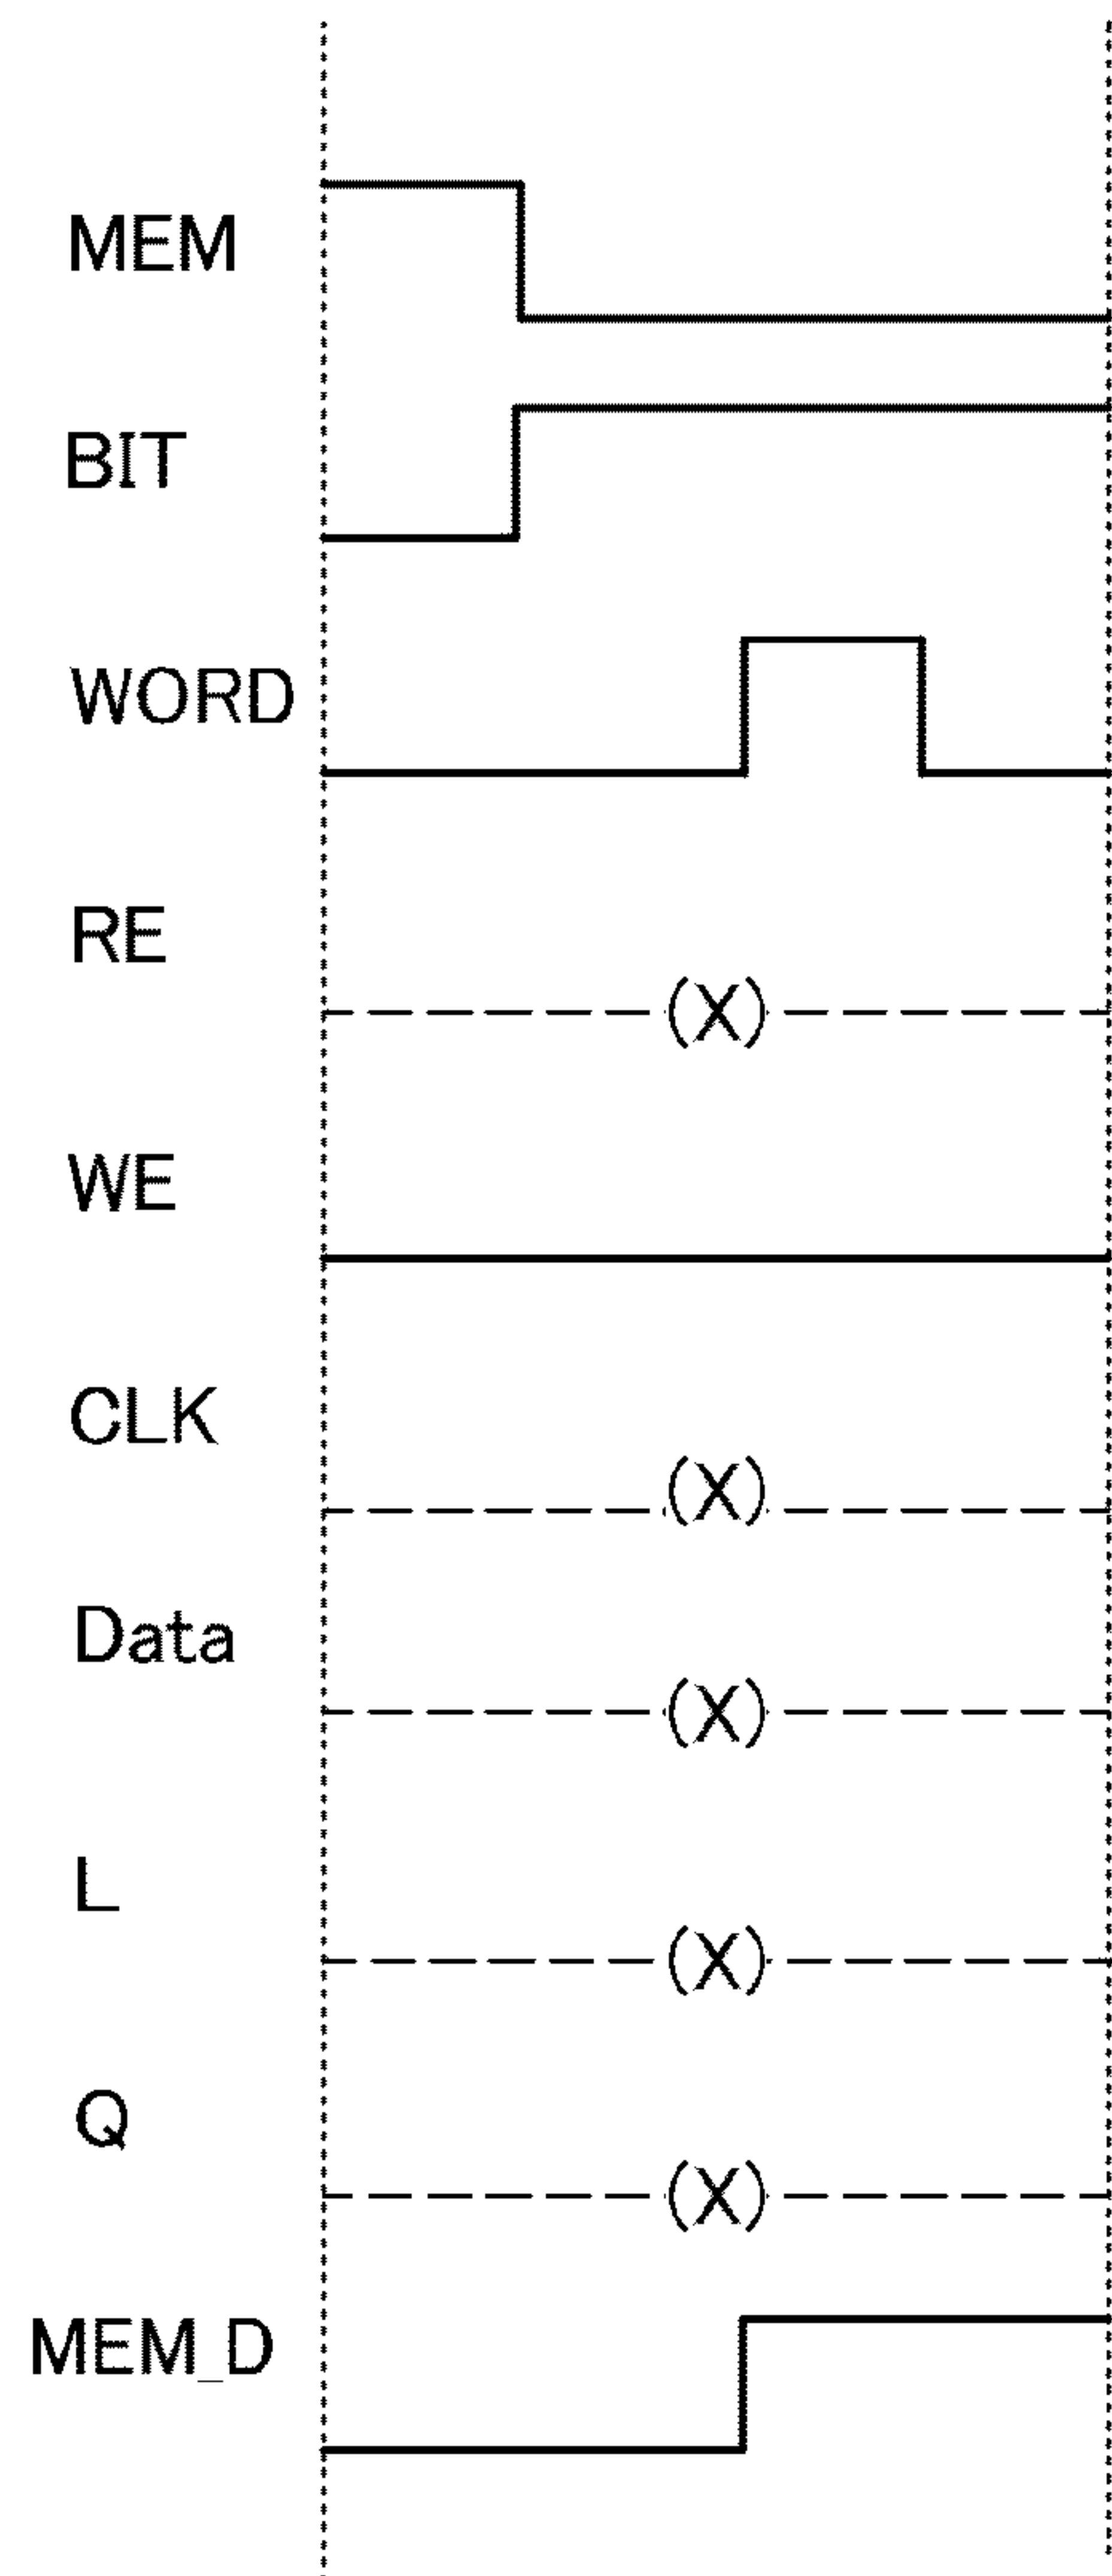 MEM
BIT
WORD
RE
(X)
WE
CLK
(X)
Data
(X)
L
(X)
Q
(X)
MEM_D